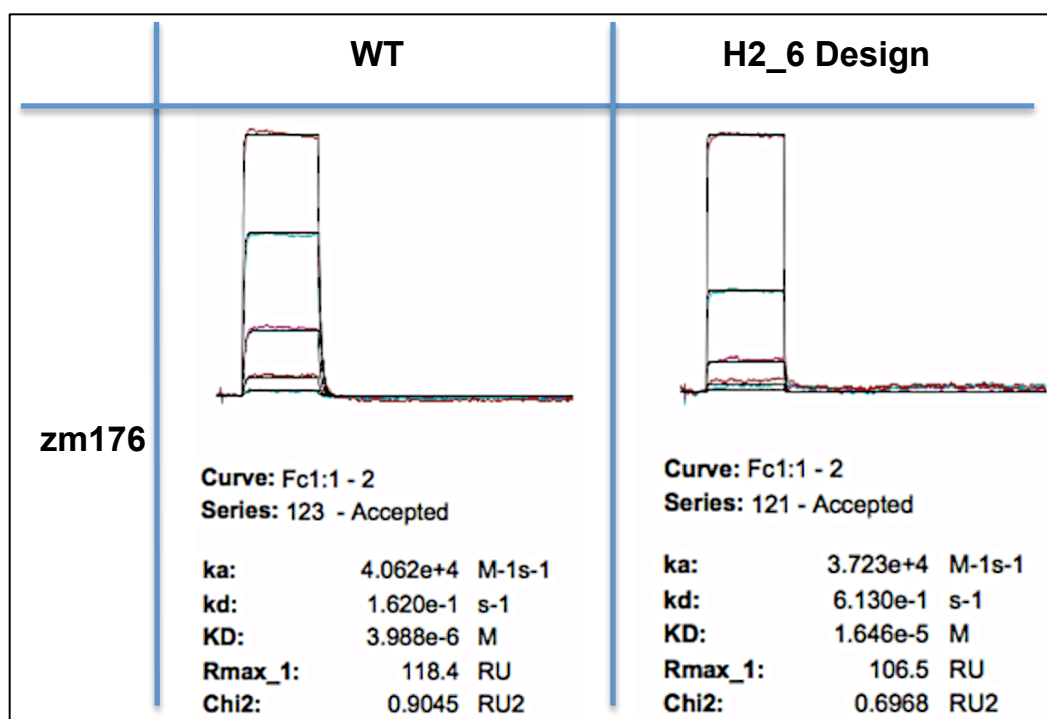 WT
H2_6 Design
zm176
Curve: Fc1:1 - 2
Series: 123 - Accepted
ka: 4.062e+4 M-1s-1
kd: 1.620e-1 s-1
KD: 3.988e-6 M
Rmax_1: 118.4 RU
Chi2: 0.9045 RU2
Curve: Fc1:1 - 2
Series: 121 - Accepted
ka: 3.723e+4 M-1s-1
kd: 6.130e-1 s-1
KD: 1.646e-5 M
Rmax_1: 106.5 RU
Chi2: 0.6968 RU2